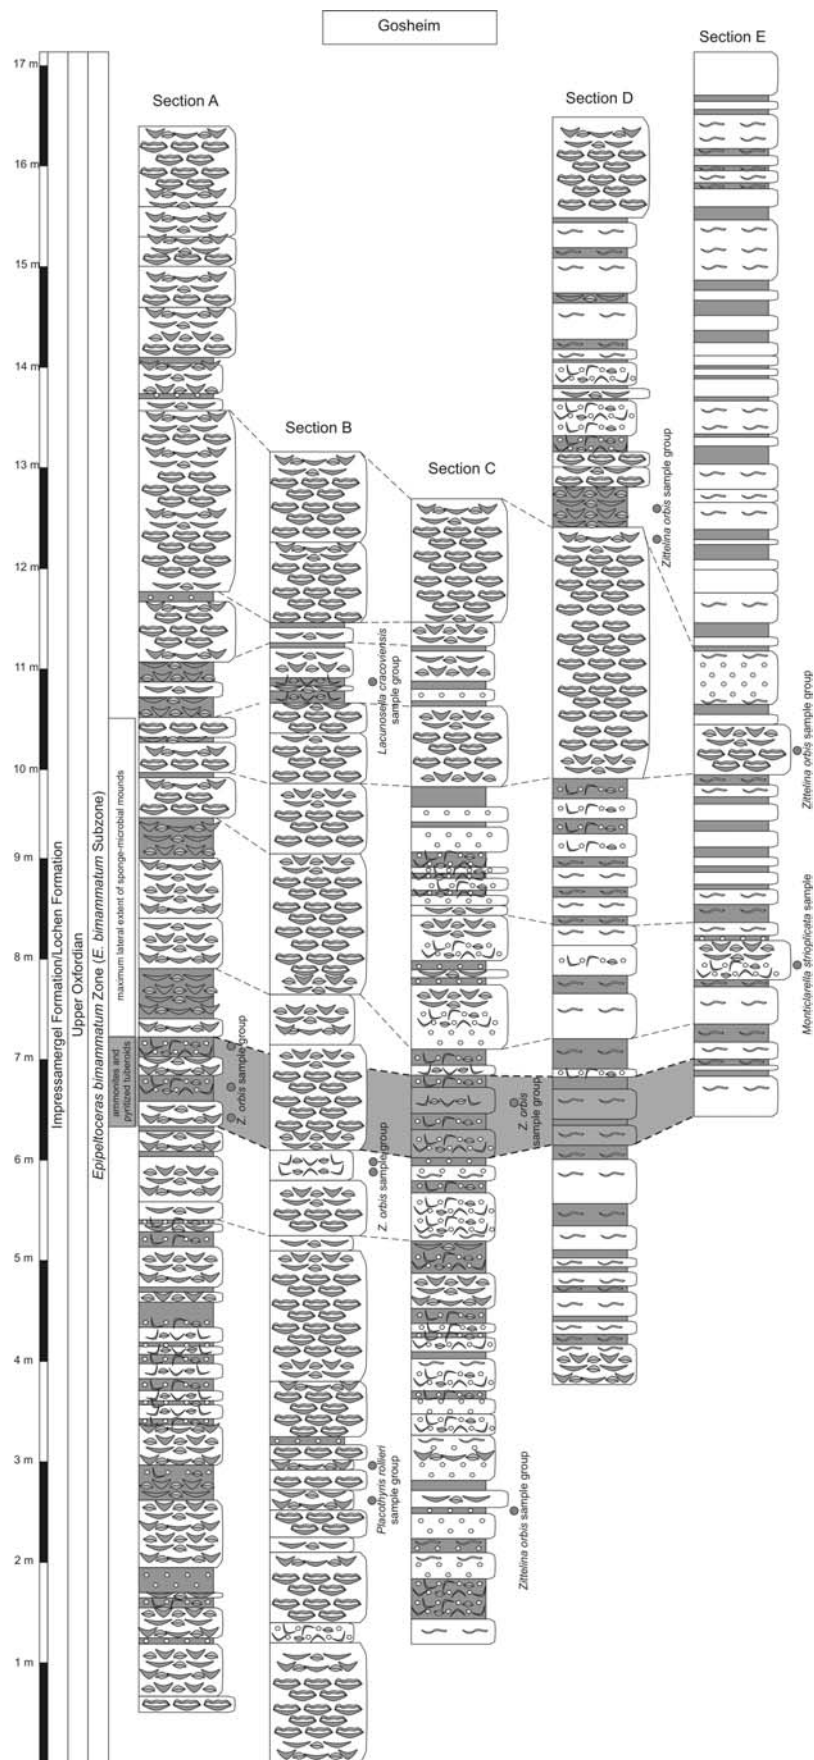 Gosheim
Section E
17 m
Section A
Section D
16 m
15 m
14 m
Section B
13 m
Section C
Zittelina orbis sample group
12 m
11 m
Lacunosella cracoviensis
sample group
Zittelina orbis sample group
10 m
9 m
8 m
7 m
6 m
5 m
4 m
3 m
2 m
1 m
Impressamergel Formation/Lochen Formation
Upper Oxfordian
Epipeltoceras bimammatum Zone (E. bimammatum Subzone)
maximum lateral extent of sponge-microbial mounds
ammonites and
pyritized tuberoids
Z. orbis sample group
Z. orbis sample group
Z. orbis
sample group
Monticlarella strioplicata sample
Placothyris rollieri
sample group
Zittelina orbis sample group